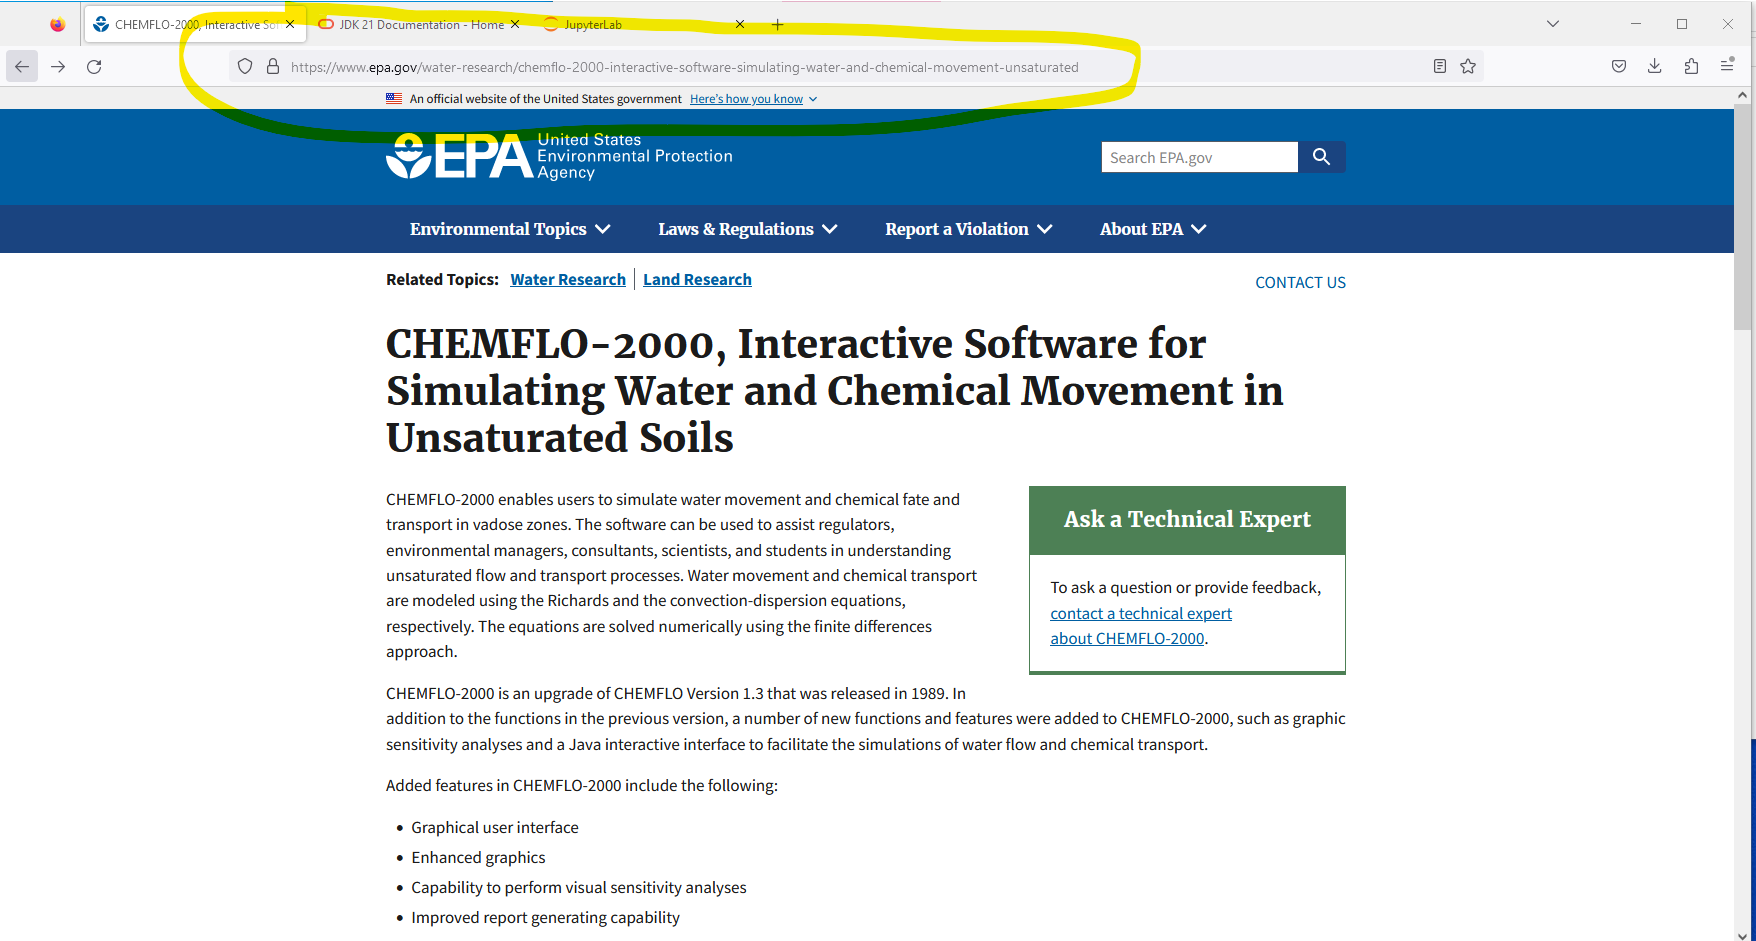 CHEMFLO-2000, Interactive Sof
JDK 21 Documentation - Home
JupyterLab
https://www.epa.gov/water-research/chemflo-2000-interactive-software-simulating-water-and-chemical-movement-unsaturated
An official website of the United States government Here's how you know
EPA United States
Environmental Protection
Agency
Search EPA.gov
Environmental Topics Laws & Regulations Report a Violation About EPA
Related Topics: Water Research Land Research
CONTACT US
CHEMFLO-2000, Interactive Software for
Simulating Water and Chemical Movement in
Unsaturated Soils
CHEMFLO-2000 enables users to simulate water movement and chemical fate and
transport in vadose zones. The software can be used to assist regulators,
environmental managers, consultants, scientists, and students in understanding
unsaturated flow and transport processes. Water movement and chemical transport
are modeled using the Richards and the convection-dispersion equations,
respectively. The equations are solved numerically using the finite differences
approach.
Ask a Technical Expert
To ask a question or provide feedback,
contact a technical expert
about CHEMFLO-2000.
CHEMFLO-2000 is an upgrade of CHEMFLO Version 1.3 that was released in 1989. In
addition to the functions in the previous version, a number of new functions and features were added to CHEMFLO-2000, such as graphic
sensitivity analyses and a Java interactive interface to facilitate the simulations of water flow and chemical transport.
Added features in CHEMFLO-2000 include the following:
• Graphical user interface
• Enhanced graphics
• Capability to perform visual sensitivity analyses
• Improved report generating capability